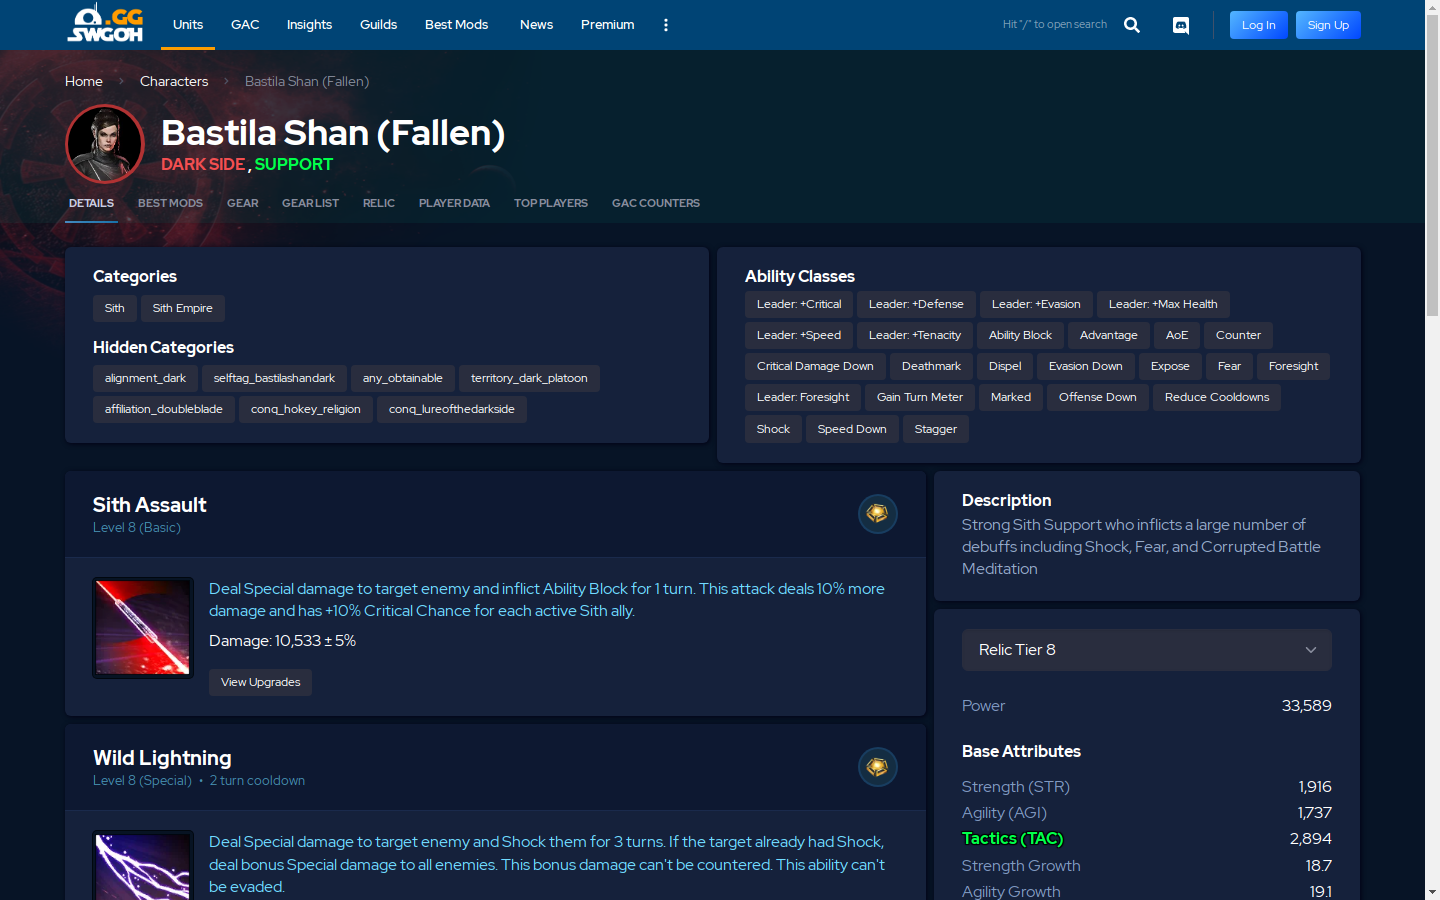 .GG
SWGOH
Units
GAC
Insights
Guilds
Best Mods
News
Premium
Hit "/" to open search
Log In
Sign Up
Home
Characters
Bastila Shan (Fallen)
Bastila Shan (Fallen)
DARK SIDE , SUPPORT
DETAILS
BEST MODS
GEAR
GEAR LIST
RELIC
PLAYER DATA
TOP PLAYERS
GAC COUNTERS
Categories
Sith
Sith Empire
Hidden Categories
alignment_dark
selftag_bastilashandark
any_obtainable
territory_dark_platoon
affiliation_doubleblade
conq_hokey_religion
conq_lureofthedarkside
Ability Classes
Leader: +Critical
Leader: +Defense
Leader: +Evasion
Leader: +Max Health
Leader: +Speed
Leader: +Tenacity
Ability Block
Advantage
AoE
Counter
Critical Damage Down
Deathmark
Dispel
Evasion Down
Expose
Fear
Foresight
Leader: Foresight
Gain Turn Meter
Marked
Offense Down
Reduce Cooldowns
Shock
Speed Down
Stagger
Sith Assault
Level 8 (Basic)
Deal Special damage to target enemy and inflict Ability Block for 1 turn. This attack deals 10% more
damage and has +10% Critical Chance for each active Sith ally.
Damage: 10,533 ± 5%
View Upgrades
Wild Lightning
Level 8 (Special) • 2 turn cooldown
Deal Special damage to target enemy and Shock them for 3 turns. If the target already had Shock,
deal bonus Special damage to all enemies. This bonus damage can't be countered. This ability can't
be evaded.
Description
Strong Sith Support who inflicts a large number of
debuffs including Shock, Fear, and Corrupted Battle
Meditation
Relic Tier 8
Power 33,589
Base Attributes
Strength (STR) 1,916
Agility (AGI) 1,737
Tactics (TAC) 2,894
Strength Growth 18.7
Agility Growth 19.1